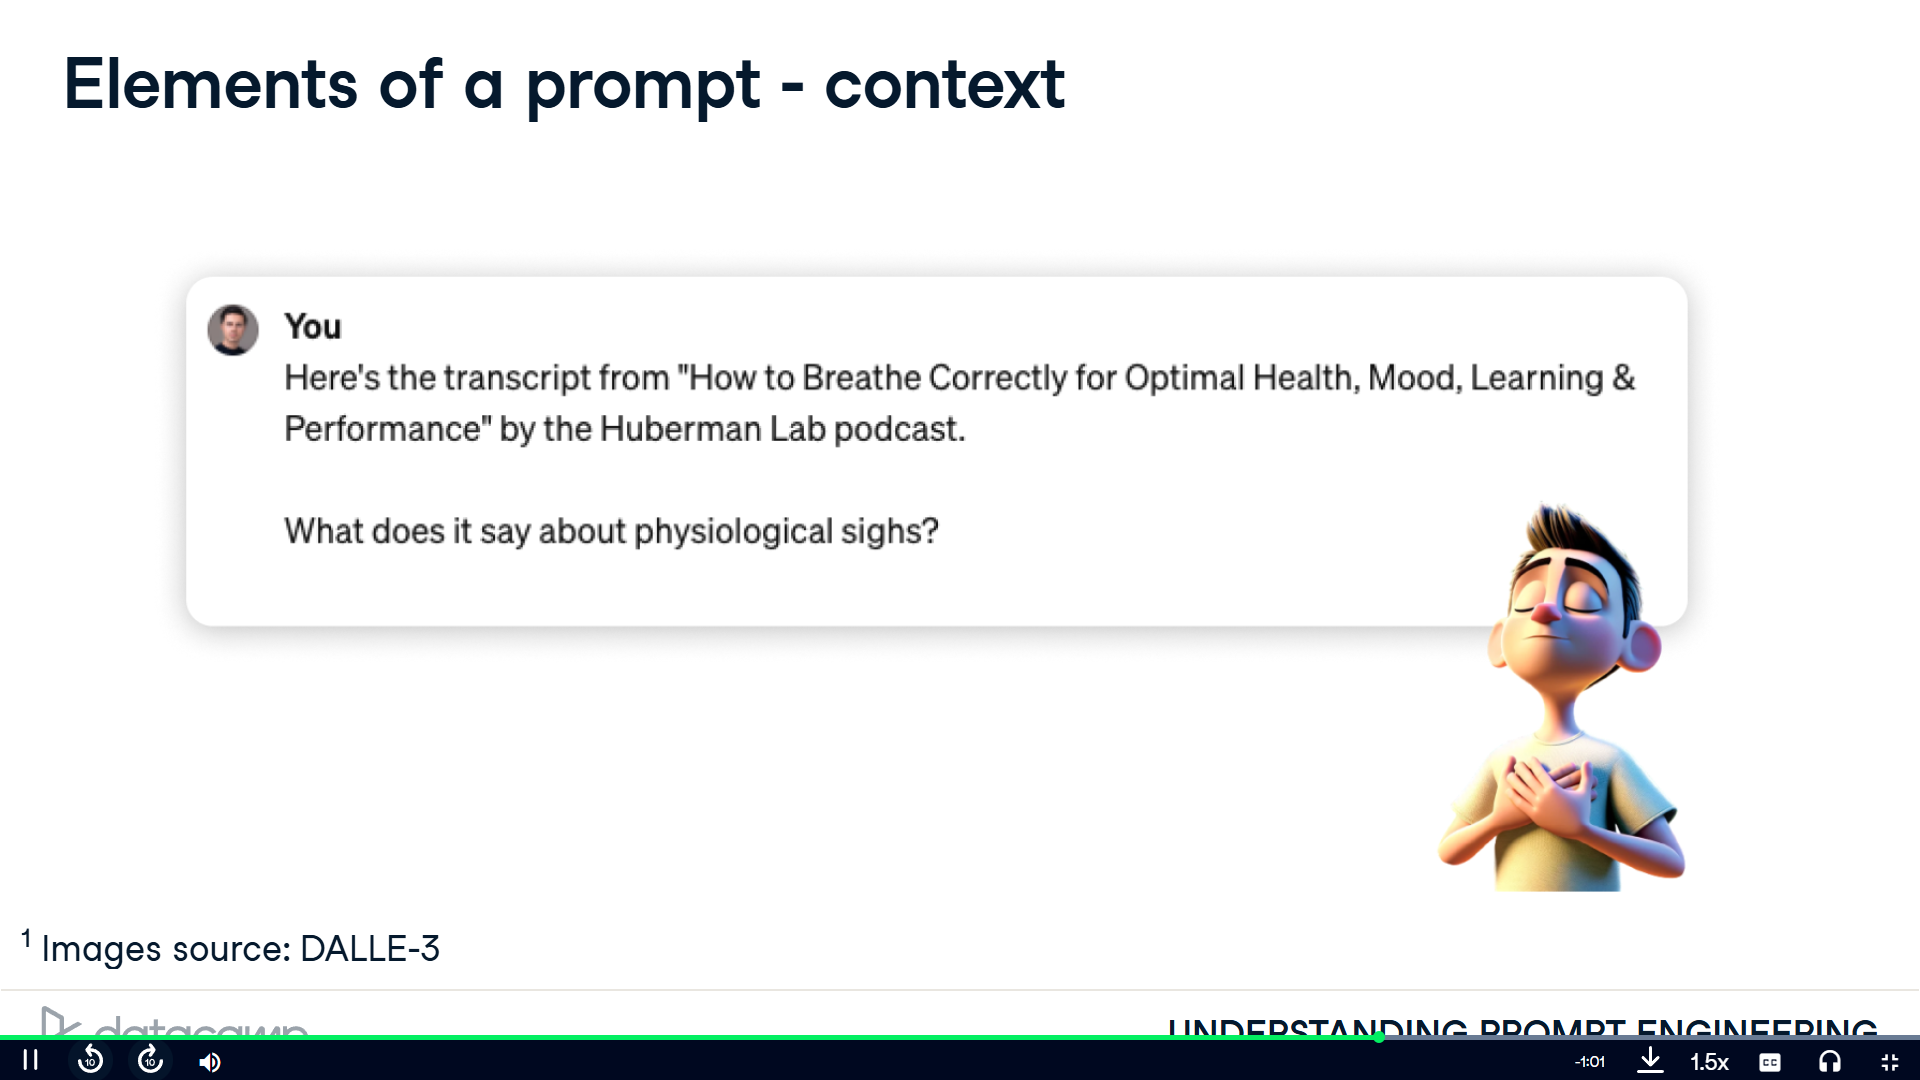 Elements of a prompt - context
You
Here's the transcript from "How to Breathe Correctly for Optimal Health, Mood, Learning &
Performance" by the Huberman Lab podcast.
What does it say about physiological sighs?
1 Images source: DALLE-3
datacamp
UNDERSTANDING PROMPT ENGINEERING
10
10
-1:01
1.5x
CC